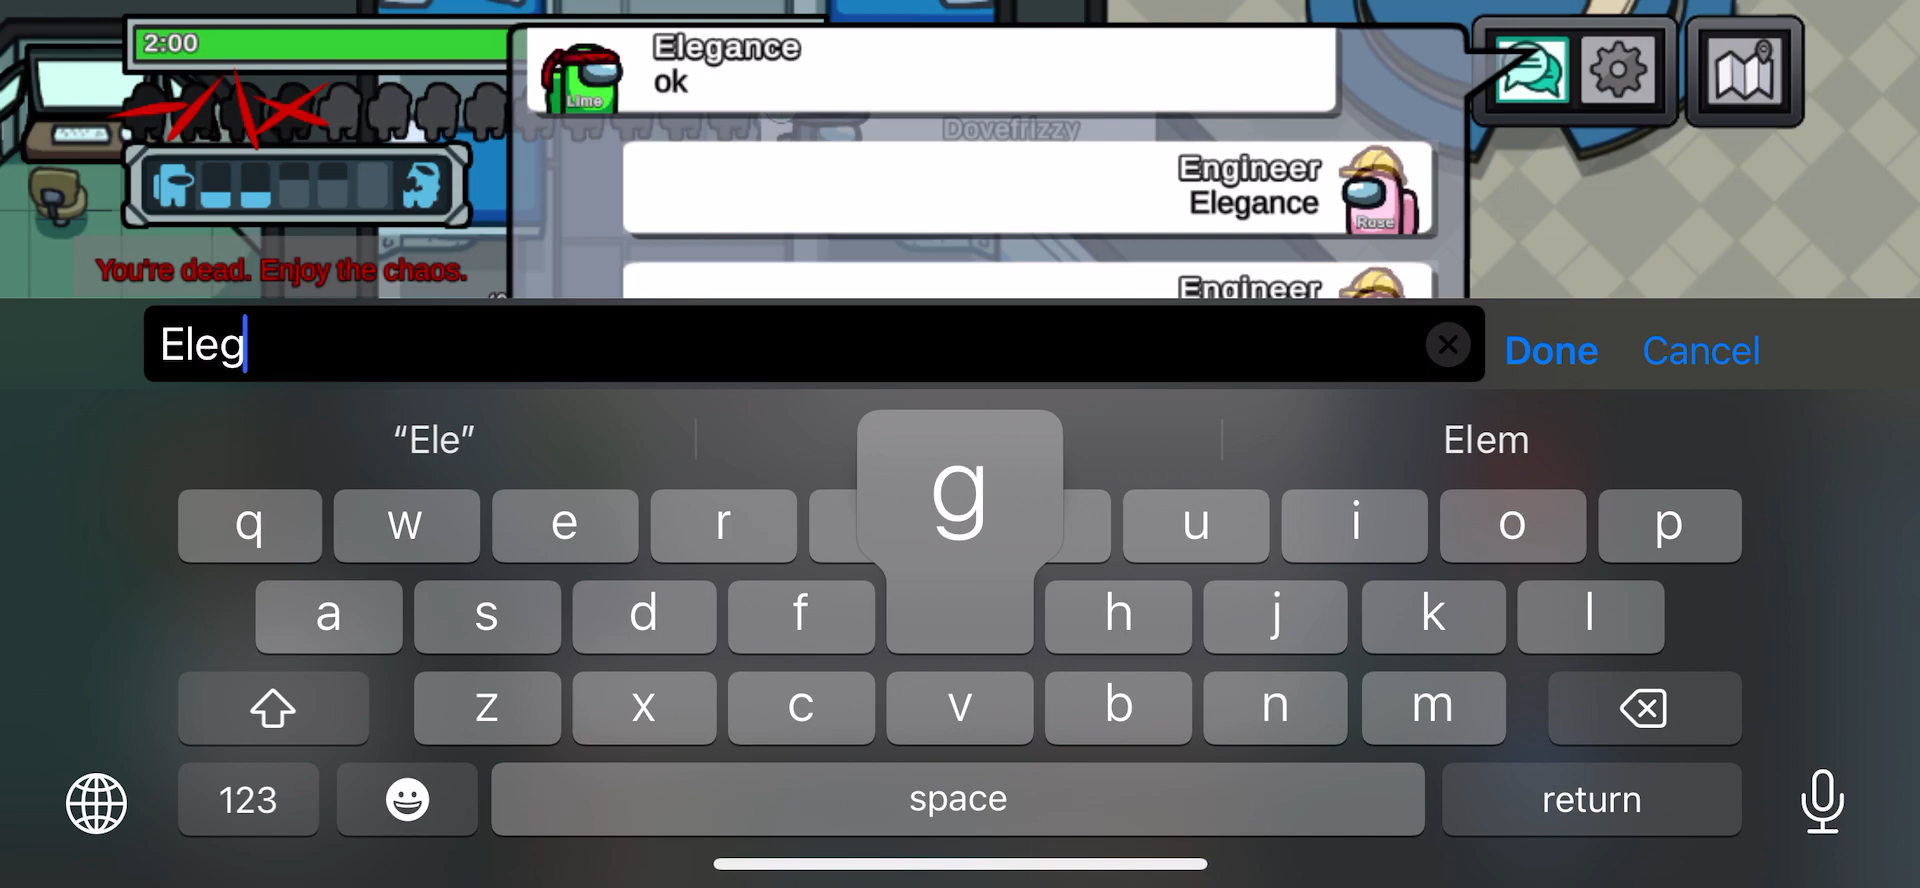 2:00
Elegance
ok
Lime
Dovefrizzy
Engineer
Elegance
Rose
You're dead. Enjoy the chaos.
Engineer
Eleg
Done
Cancel
“Ele”
Elem
g
q w e r u i o p
a s d f h j k l
z x c v b n m
123
space
return